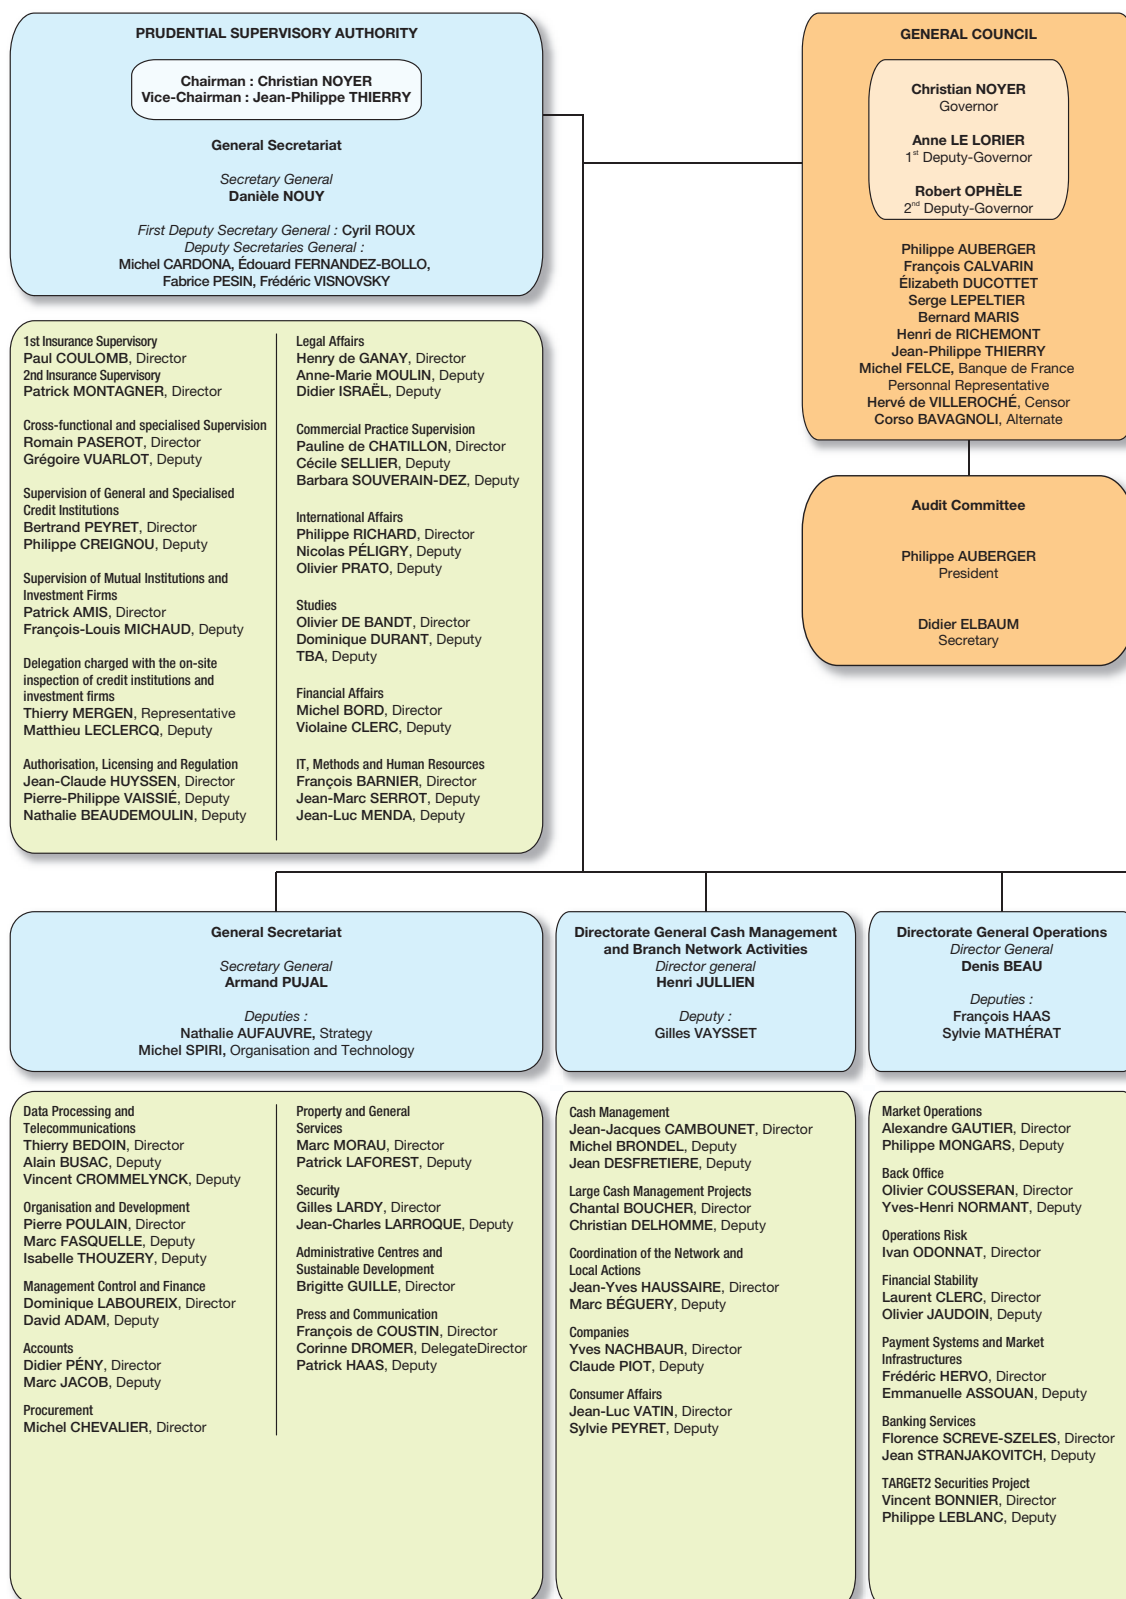 PRUDENTIAL SUPERVISORY AUTHORITY
Chairman : Christian NOYER
Vice-Chairman : Jean-Philippe THIERRY
General Secretariat
Secretary General
Danièle NOUY
First Deputy Secretary General : Cyril ROUX
Deputy Secretaries General :
Michel CARDONA, Édouard FERNANDEZ-BOLLO,
Fabrice PESIN, Frédéric VISNOVSKY
GENERAL COUNCIL
Christian NOYER
Governor
Anne LE LORIER
1st Deputy-Governor
Robert OPHÈLE
2nd Deputy-Governor
Philippe AUBERGER
François CALVARIN
Élizabeth DUCOTTET
Serge LEPELTIER
Bernard MARIS
Henri de RICHEMONT
Jean-Philippe THIERRY
Michel FELCE, Banque de France
Personnal Representative
Hervé de VILLEROCHÉ, Censor
Corso BAVAGNOLI, Alternate
Audit Committee
Philippe AUBERGER
President
Didier ELBAUM
Secretary
1st Insurance Supervisory
Paul COULOMB, Director
2nd Insurance Supervisory
Patrick MONTAGNER, Director
Cross-functional and specialised Supervision
Romain PASEROT, Director
Grégoire VUARLOT, Deputy
Supervision of General and Specialised
Credit Institutions
Bertrand PEYRET, Director
Philippe CREIGNOU, Deputy
Supervision of Mutual Institutions and
Investment Firms
Patrick AMIS, Director
François-Louis MICHAUD, Deputy
Delegation charged with the on-site
inspection of credit institutions and
investment firms
Thierry MERGEN, Representative
Matthieu LECLERCQ, Deputy
Authorisation, Licensing and Regulation
Jean-Claude HUYSSEN, Director
Pierre-Philippe VAISSIÉ, Deputy
Nathalie BEAUDEMOULIN, Deputy
Legal Affairs
Henry de GANAY, Director
Anne-Marie MOULIN, Deputy
Didier ISRAËL, Deputy
Commercial Practice Supervision
Pauline de CHATILLON, Director
Cécile SELLIER, Deputy
Barbara SOUVERAIN-DEZ, Deputy
International Affairs
Philippe RICHARD, Director
Nicolas PÉLIGRY, Deputy
Olivier PRATO, Deputy
Studies
Olivier DE BANDT, Director
Dominique DURANT, Deputy
TBA, Deputy
Financial Affairs
Michel BORD, Director
Violaine CLERC, Deputy
IT, Methods and Human Resources
François BARNIER, Director
Jean-Marc SERROT, Deputy
Jean-Luc MENDA, Deputy
General Secretariat
Secretary General
Armand PUJAL
Deputies :
Nathalie AUFAUVRE, Strategy
Michel SPIRI, Organisation and Technology
Directorate General Cash Management
and Branch Network Activities
Director general
Henri JULLIEN
Deputy :
Gilles VAYSSET
Directorate General Operations
Director General
Denis BEAU
Deputies :
François HAAS
Sylvie MATHÉRAT
Data Processing and
Telecommunications
Thierry BEDOIN, Director
Alain BUSAC, Deputy
Vincent CROMMELYNCK, Deputy
Organisation and Development
Pierre POULAIN, Director
Marc FASQUELLE, Deputy
Isabelle THOUZERY, Deputy
Management Control and Finance
Dominique LABOUREIX, Director
David ADAM, Deputy
Accounts
Didier PÉNY, Director
Marc JACOB, Deputy
Procurement
Michel CHEVALIER, Director
Property and General
Services
Marc MORAU, Director
Patrick LAFOREST, Deputy
Security
Gilles LARDY, Director
Jean-Charles LARROQUE, Deputy
Administrative Centres and
Sustainable Development
Brigitte GUILLE, Director
Press and Communication
François de COUSTIN, Director
Corinne DROMER, DelegateDirector
Patrick HAAS, Deputy
Cash Management
Jean-Jacques CAMBOUNET, Director
Michel BRONDEL, Deputy
Jean DESFRETIERE, Deputy
Large Cash Management Projects
Chantal BOUCHER, Director
Christian DELHOMME, Deputy
Coordination of the Network and
Local Actions
Jean-Yves HAUSSAIRE, Director
Marc BÉGUERY, Deputy
Companies
Yves NACHBAUR, Director
Claude PIOT, Deputy
Consumer Affairs
Jean-Luc VATIN, Director
Sylvie PEYRET, Deputy
Market Operations
Alexandre GAUTIER, Director
Philippe MONGARS, Deputy
Back Office
Olivier COUSSERAN, Director
Yves-Henri NORMANT, Deputy
Operations Risk
Ivan ODONNAT, Director
Financial Stability
Laurent CLERC, Director
Olivier JAUDOIN, Deputy
Payment Systems and Market
Infrastructures
Frédéric HERVO, Director
Emmanuelle ASSOUAN, Deputy
Banking Services
Florence SCREVE-SZELES, Director
Jean STRANJAKOVITCH, Deputy
TARGET2 Securities Project
Vincent BONNIER, Director
Philippe LEBLANC, Deputy